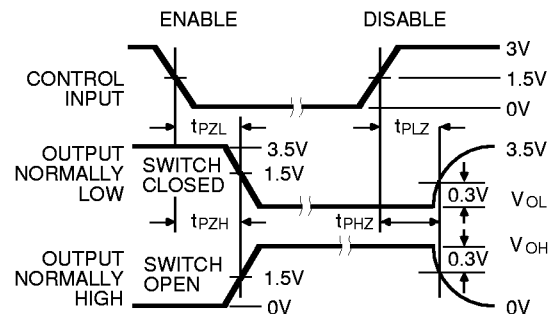 ENABLE
DISABLE
CONTROL
INPUT
3V
1.5V
0V
tPZL
tPLZ
OUTPUT
NORMALLY
LOW
SWITCH
CLOSED
3.5V
1.5V
3.5V
0.3V
VOL
tPZH
tPHZ
VOH
0.3V
OUTPUT
NORMALLY
HIGH
SWITCH
OPEN
1.5V
0V
0V